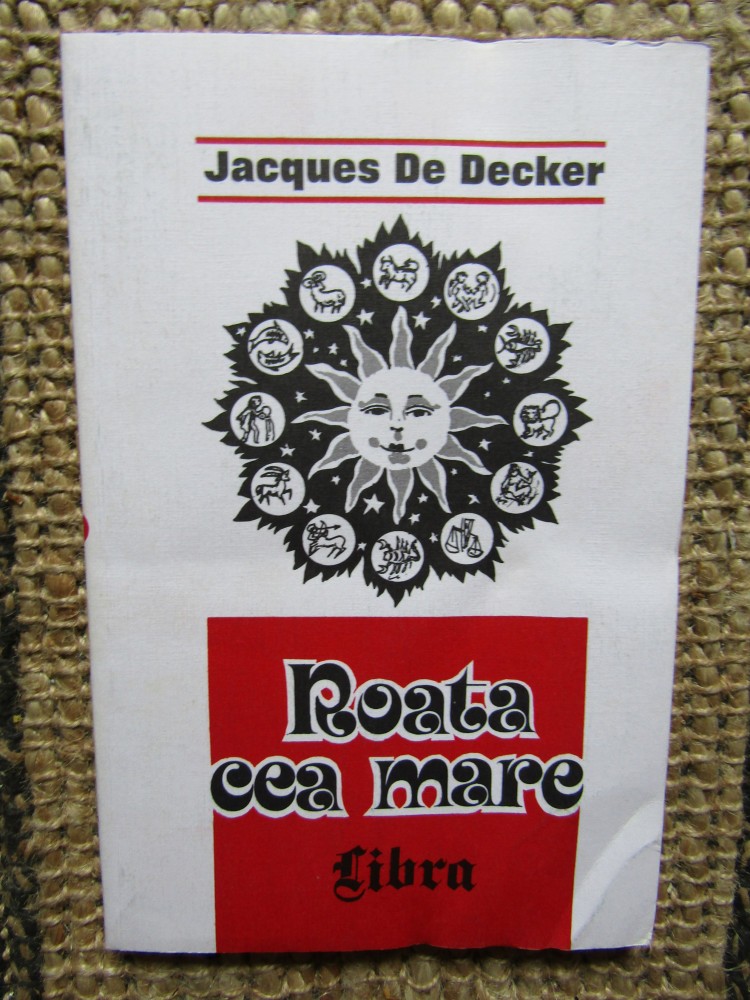 Jacques De Decker
Roata
cea mare
Libra